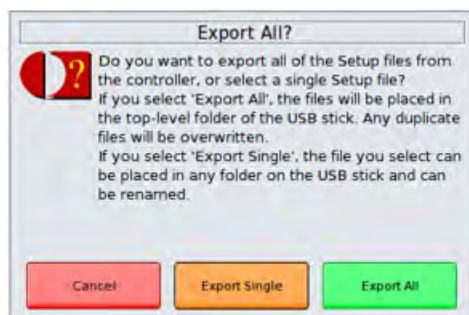 Export All?
?
Do you want to export all of the Setup files from
the controller, or select a single Setup file?
If you select 'Export All', the files will be placed in
the top-level folder of the USB stick. Any duplicate
files will be overwritten.
If you select 'Export Single', the file you select can
be placed in any folder on the USB stick and can
be renamed.
Cancel
Export Single
Export All